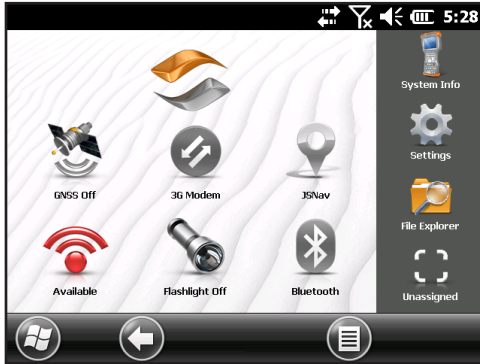 5:28
System Info
Settings
GNSS Off
3G Modem
JSNav
File Explorer
Available
Flashlight Off
Bluetooth
Unassigned